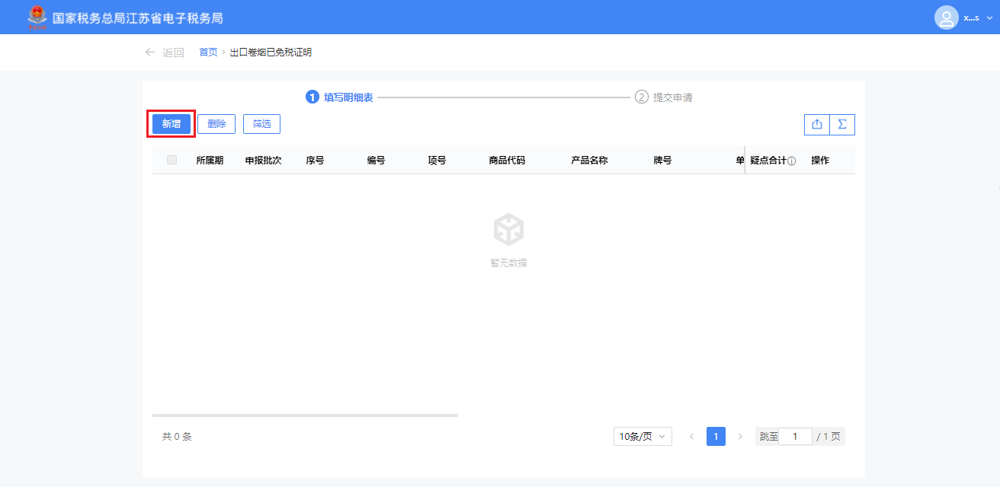 国家税务总局江苏省电子税务局
x...s
返回 首页 > 出口卷烟已免税证明
1 填写明细表 2 提交申请
新增 删除 筛选
所属期 申报批次 序号 编号 项号 商品代码 产品名称 牌号 单 疑点合计 操作
暂无数据
共 0 条 10条/页 < 1 > 跳至 1 / 1 页